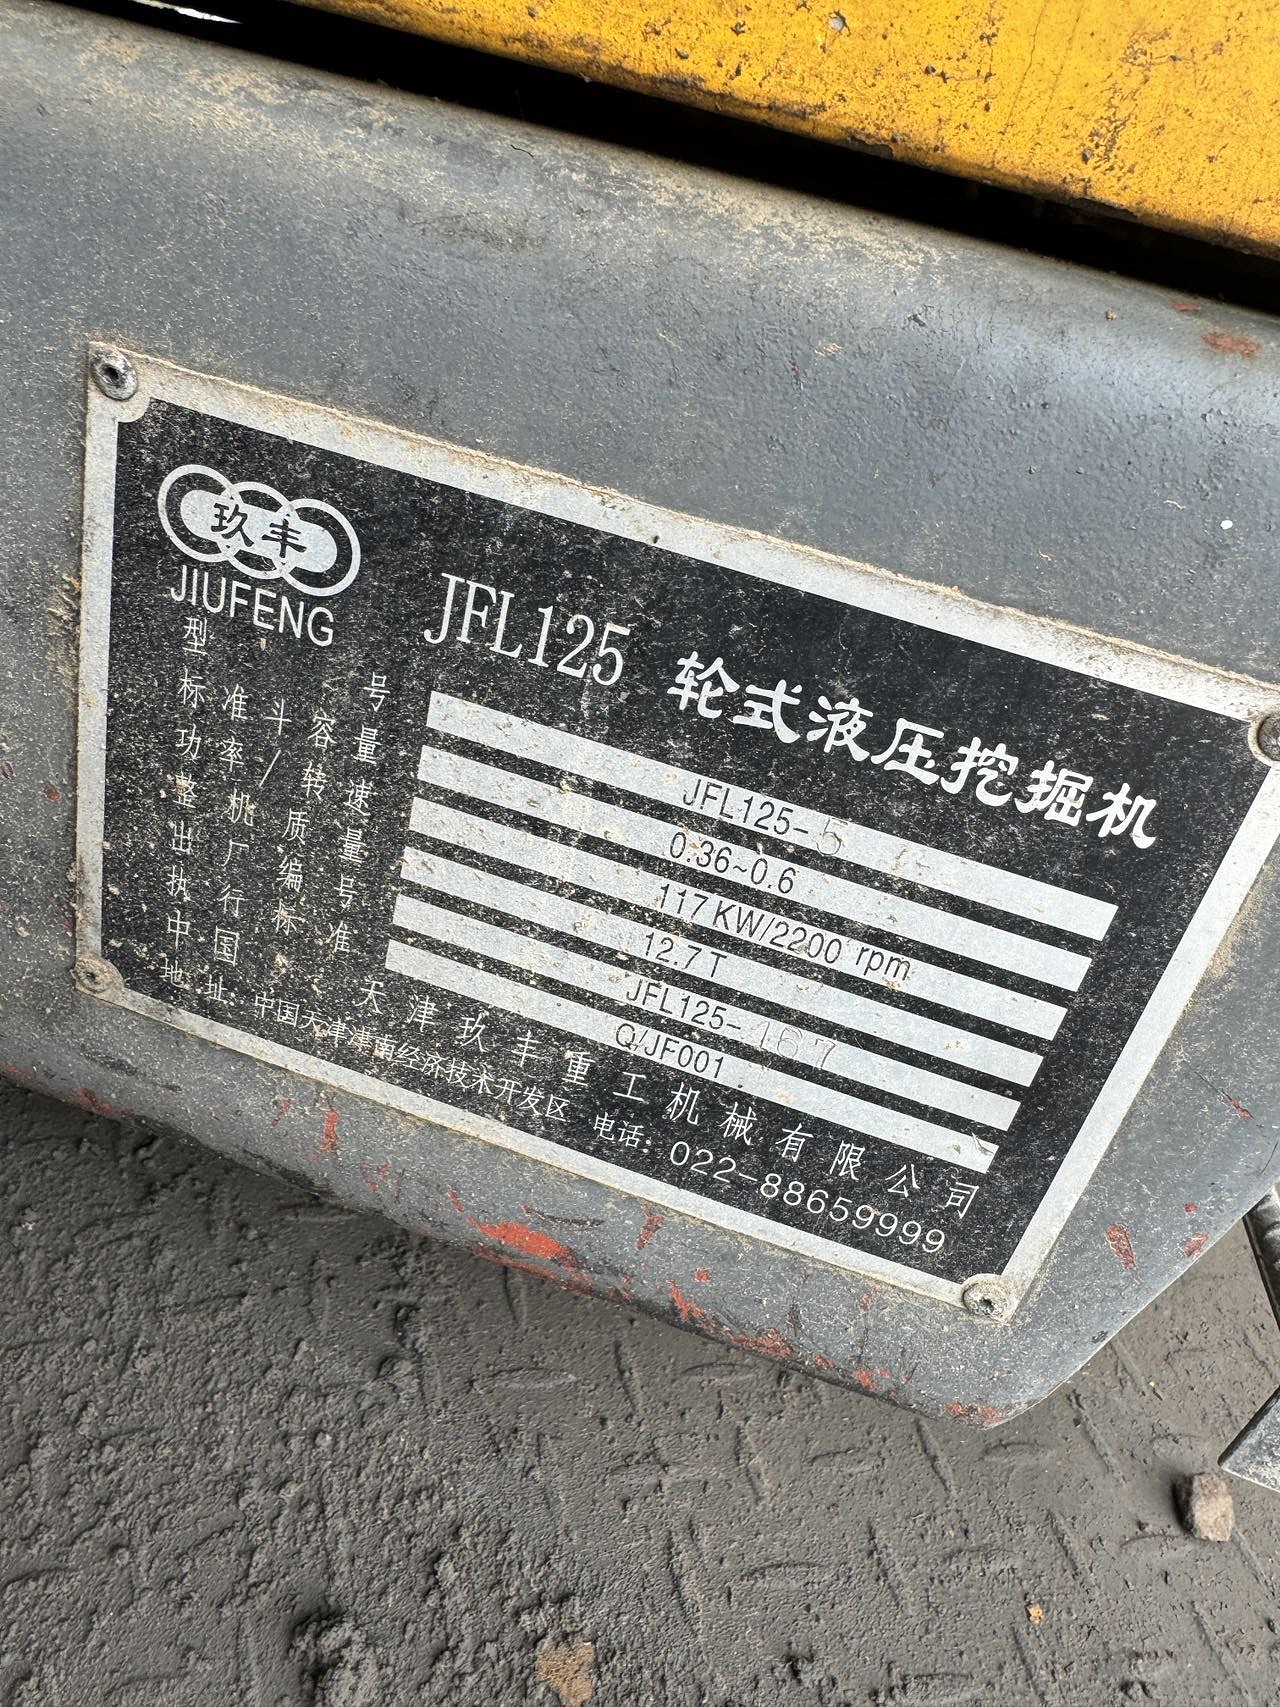 玖丰
JIUFENG
JFL125 轮式液压挖掘机
型号 JFL125-5
标准斗容量 0.36~0.6
功率/转速 117KW/2200 rpm
整机质量 12.7T
出厂编号 JFL125-167
执行标准 Q/JF001
中国 天津玖丰重工机械有限公司
地址:中国天津津南经济技术开发区 电话:022-88659999